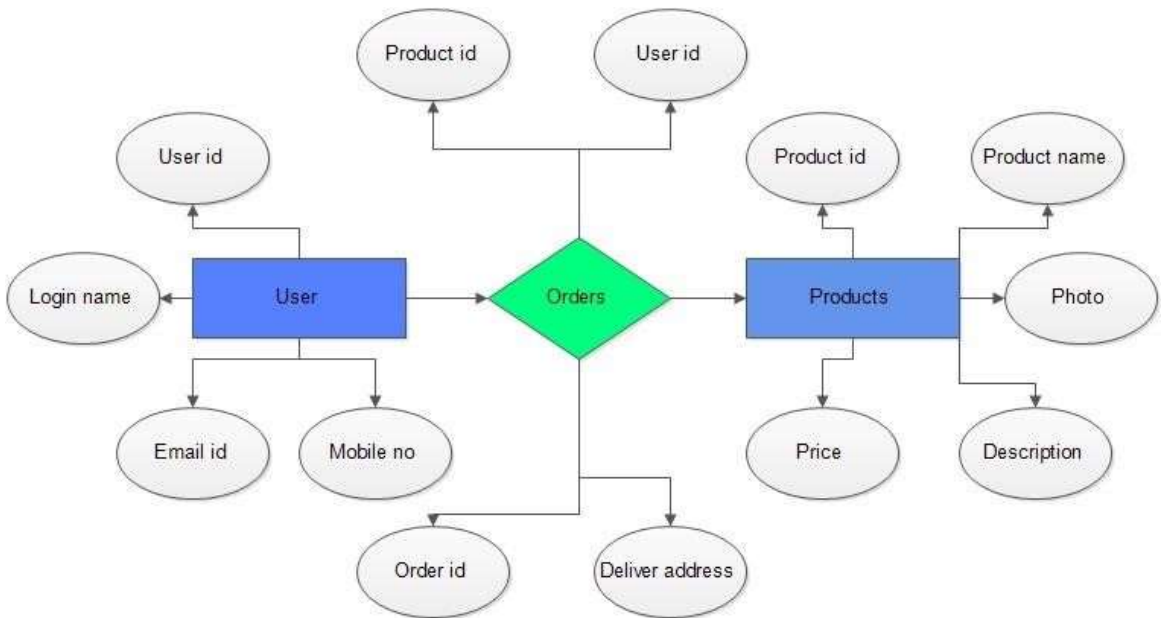 Product id
User id
User id
Product id
Product name
Login name
User
Orders
Products
Photo
Email id
Mobile no
Price
Description
Order id
Deliver address